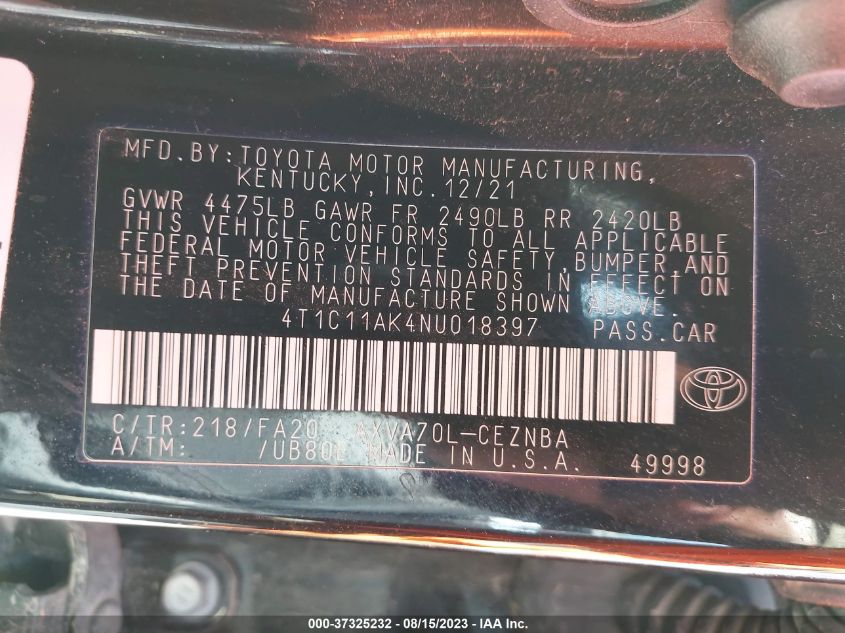 MFD.BY:TOYOTA MOTOR MANUFACTURING,
KENTUCKY,INC.12/21
GVWR 4475LB GAWR FR 2490LB RR 2420LB
THIS VEHICLE CONFORMS TO ALL APPLICABLE
FEDERAL MOTOR VEHICLE SAFETY,BUMPER,AND
THEFT PREVENTION STANDARDS IN EFFECT ON
THE DATE OF MANUFACTURE SHOWN ABOVE.
4T1C11AK4NU018397 PASS.CAR
C/TR:218/FA20 AXVA70L-CEZNBA
A/TM: /UB80E MADE IN U.S.A. 49998
000-37325232 - 08/15/2023 - IAA Inc.